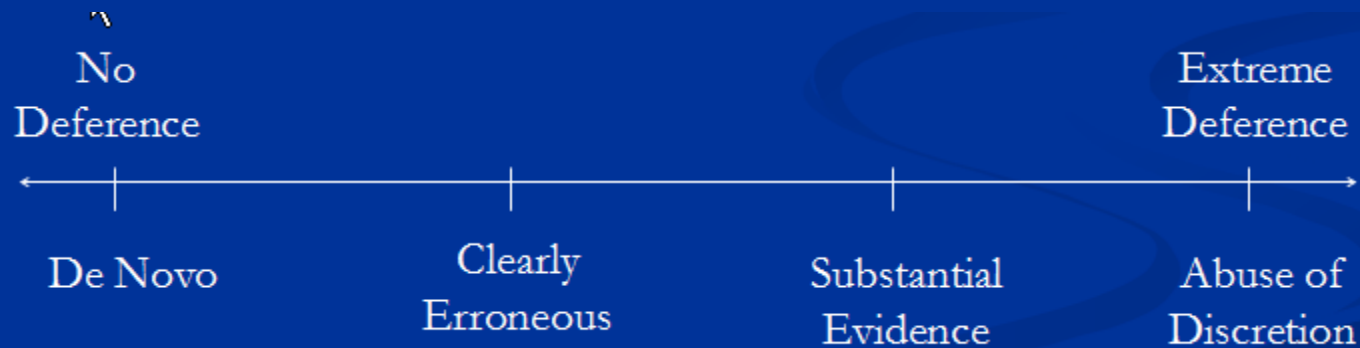 No
Deference
Extreme
Deference
De Novo
Clearly
Erroneous
Substantial
Evidence
Abuse of
Discretion